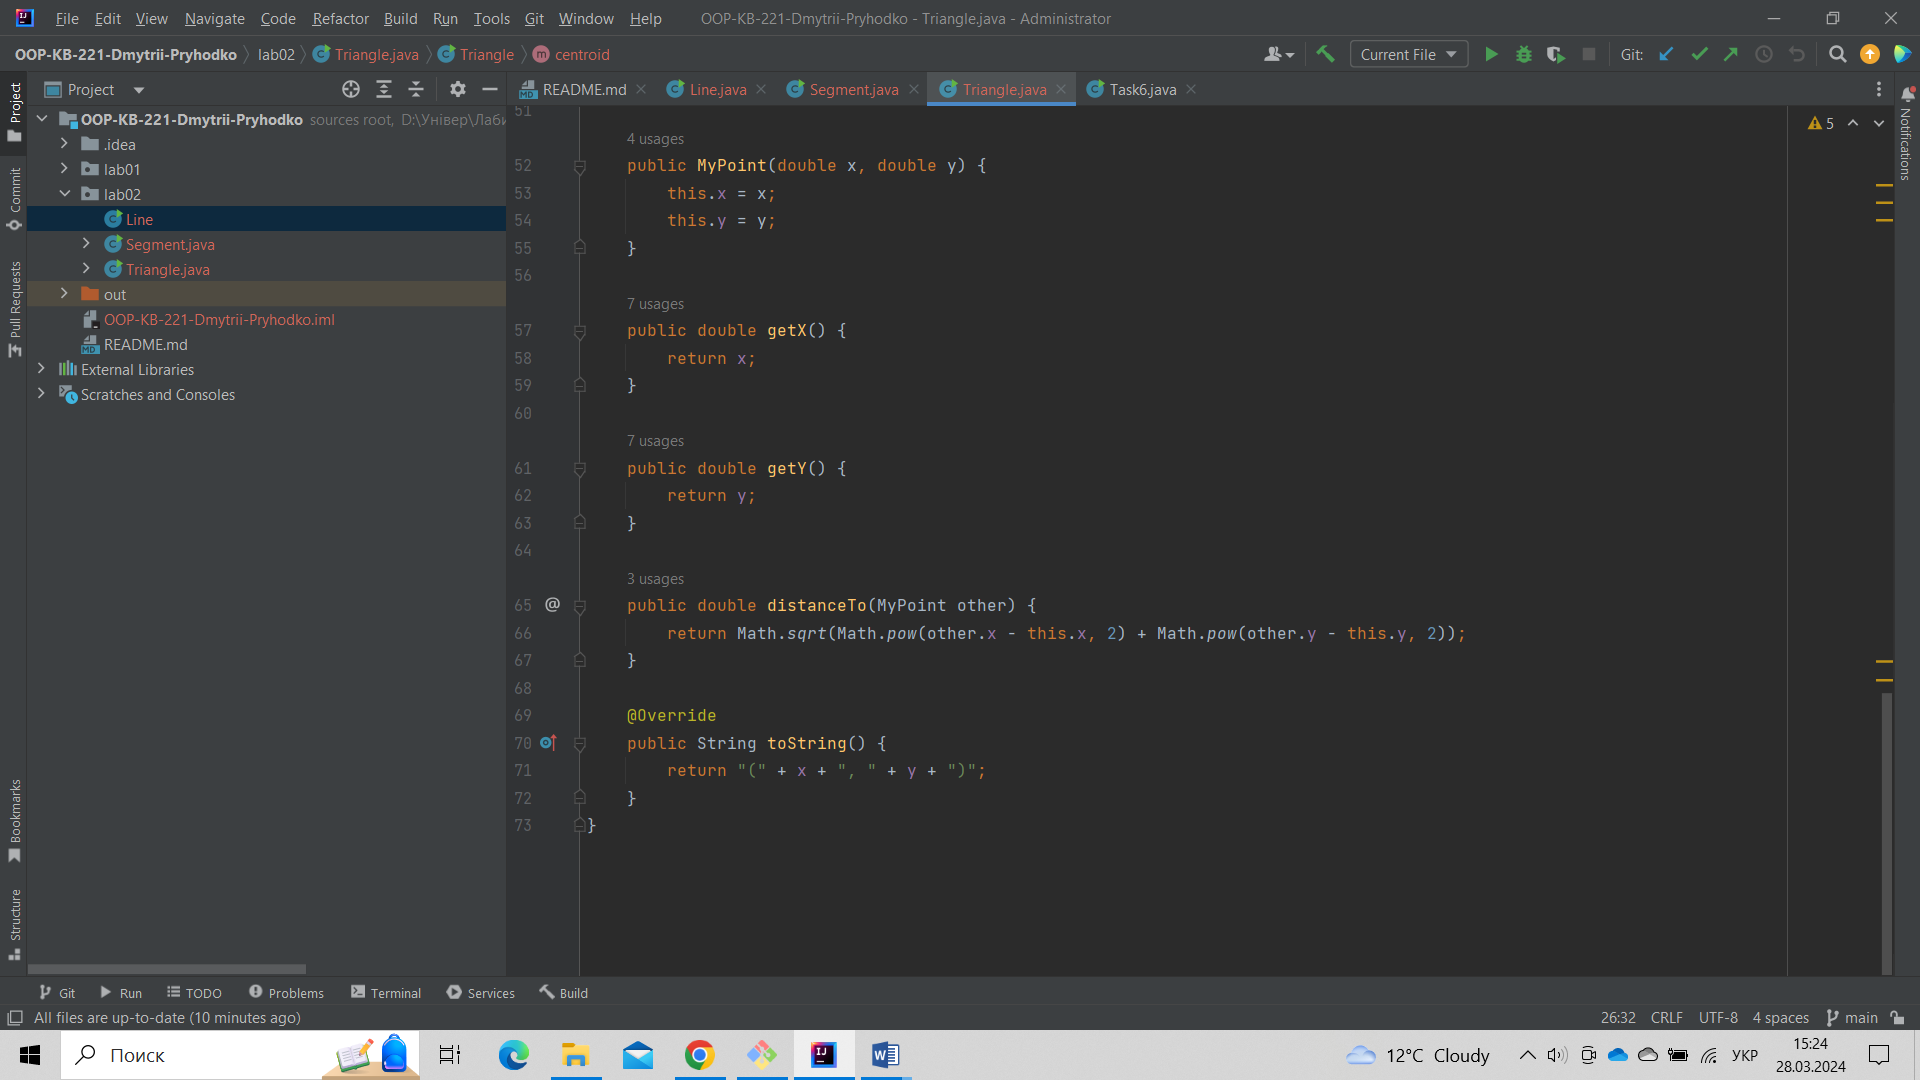 File Edit View Navigate Code Refactor Build Run Tools Git Window Help OOP-KB-221-Dmytrii-Pryhodko - Triangle.java - Administrator
OOP-KB-221-Dmytrii-Pryhodko lab02 Triangle.java Triangle centroid Current File Git:
Project
README.md Line.java Segment.java Triangle.java Task6.java
OOP-KB-221-Dmytrii-Pryhodko sources root, D:\Універ\Лаби
.idea
lab01
lab02
Line
Segment.java
Triangle.java
out
OOP-KB-221-Dmytrii-Pryhodko.iml
README.md
External Libraries
Scratches and Consoles
Project
Commit
Pull Requests
Bookmarks
Structure
Notifications
5
51
4 usages
52 public MyPoint(double x, double y) {
53 this.x = x;
54 this.y = y;
55 }
56
7 usages
57 public double getX() {
58 return x;
59 }
60
7 usages
61 public double getY() {
62 return y;
63 }
64
3 usages
65 @ public double distanceTo(MyPoint other) {
66 return Math.sqrt(Math.pow(other.x - this.x, 2) + Math.pow(other.y - this.y, 2));
67 }
68
69 @Override
70 public String toString() {
71 return "(" + x + ", " + y + ")";
72 }
73 }
Git Run TODO Problems Terminal Services Build
All files are up-to-date (10 minutes ago) 26:32 CRLF UTF-8 4 spaces main
Поиск 12°C Cloudy УКР 15:24
28.03.2024